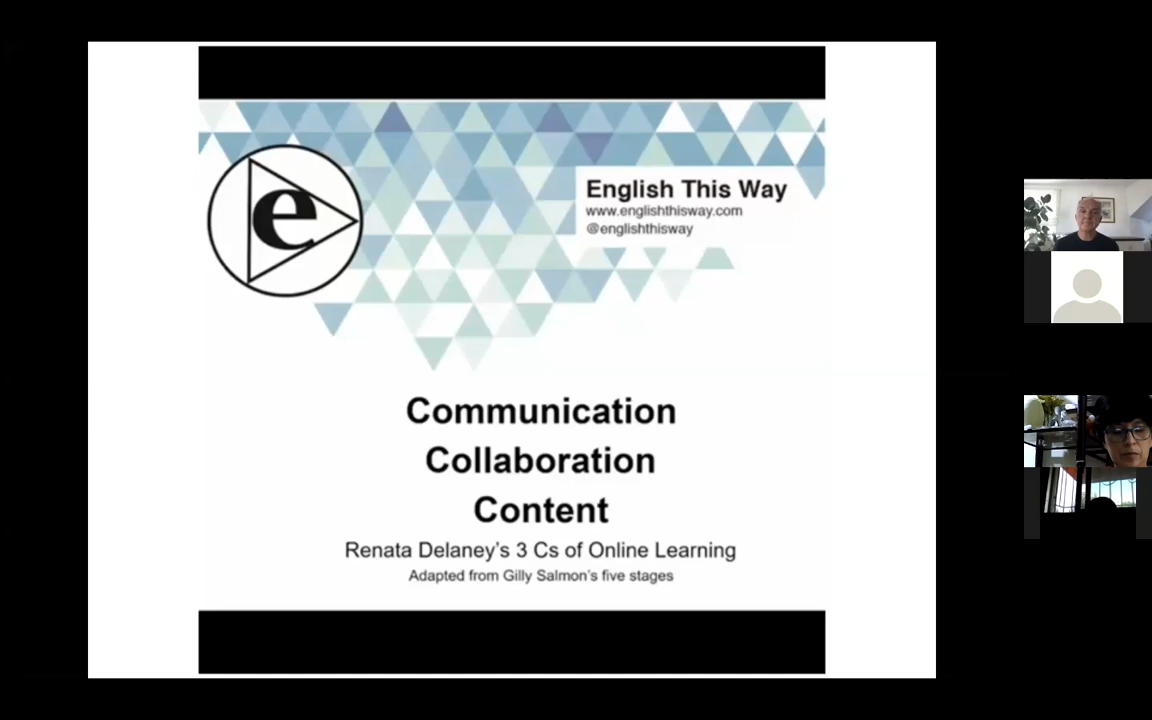 e
English This Way
www.englishthisway.com
@englishthisway
Communication
Collaboration
Content
Renata Delaney's 3 Cs of Online Learning
Adapted from Gilly Salmon's five stages